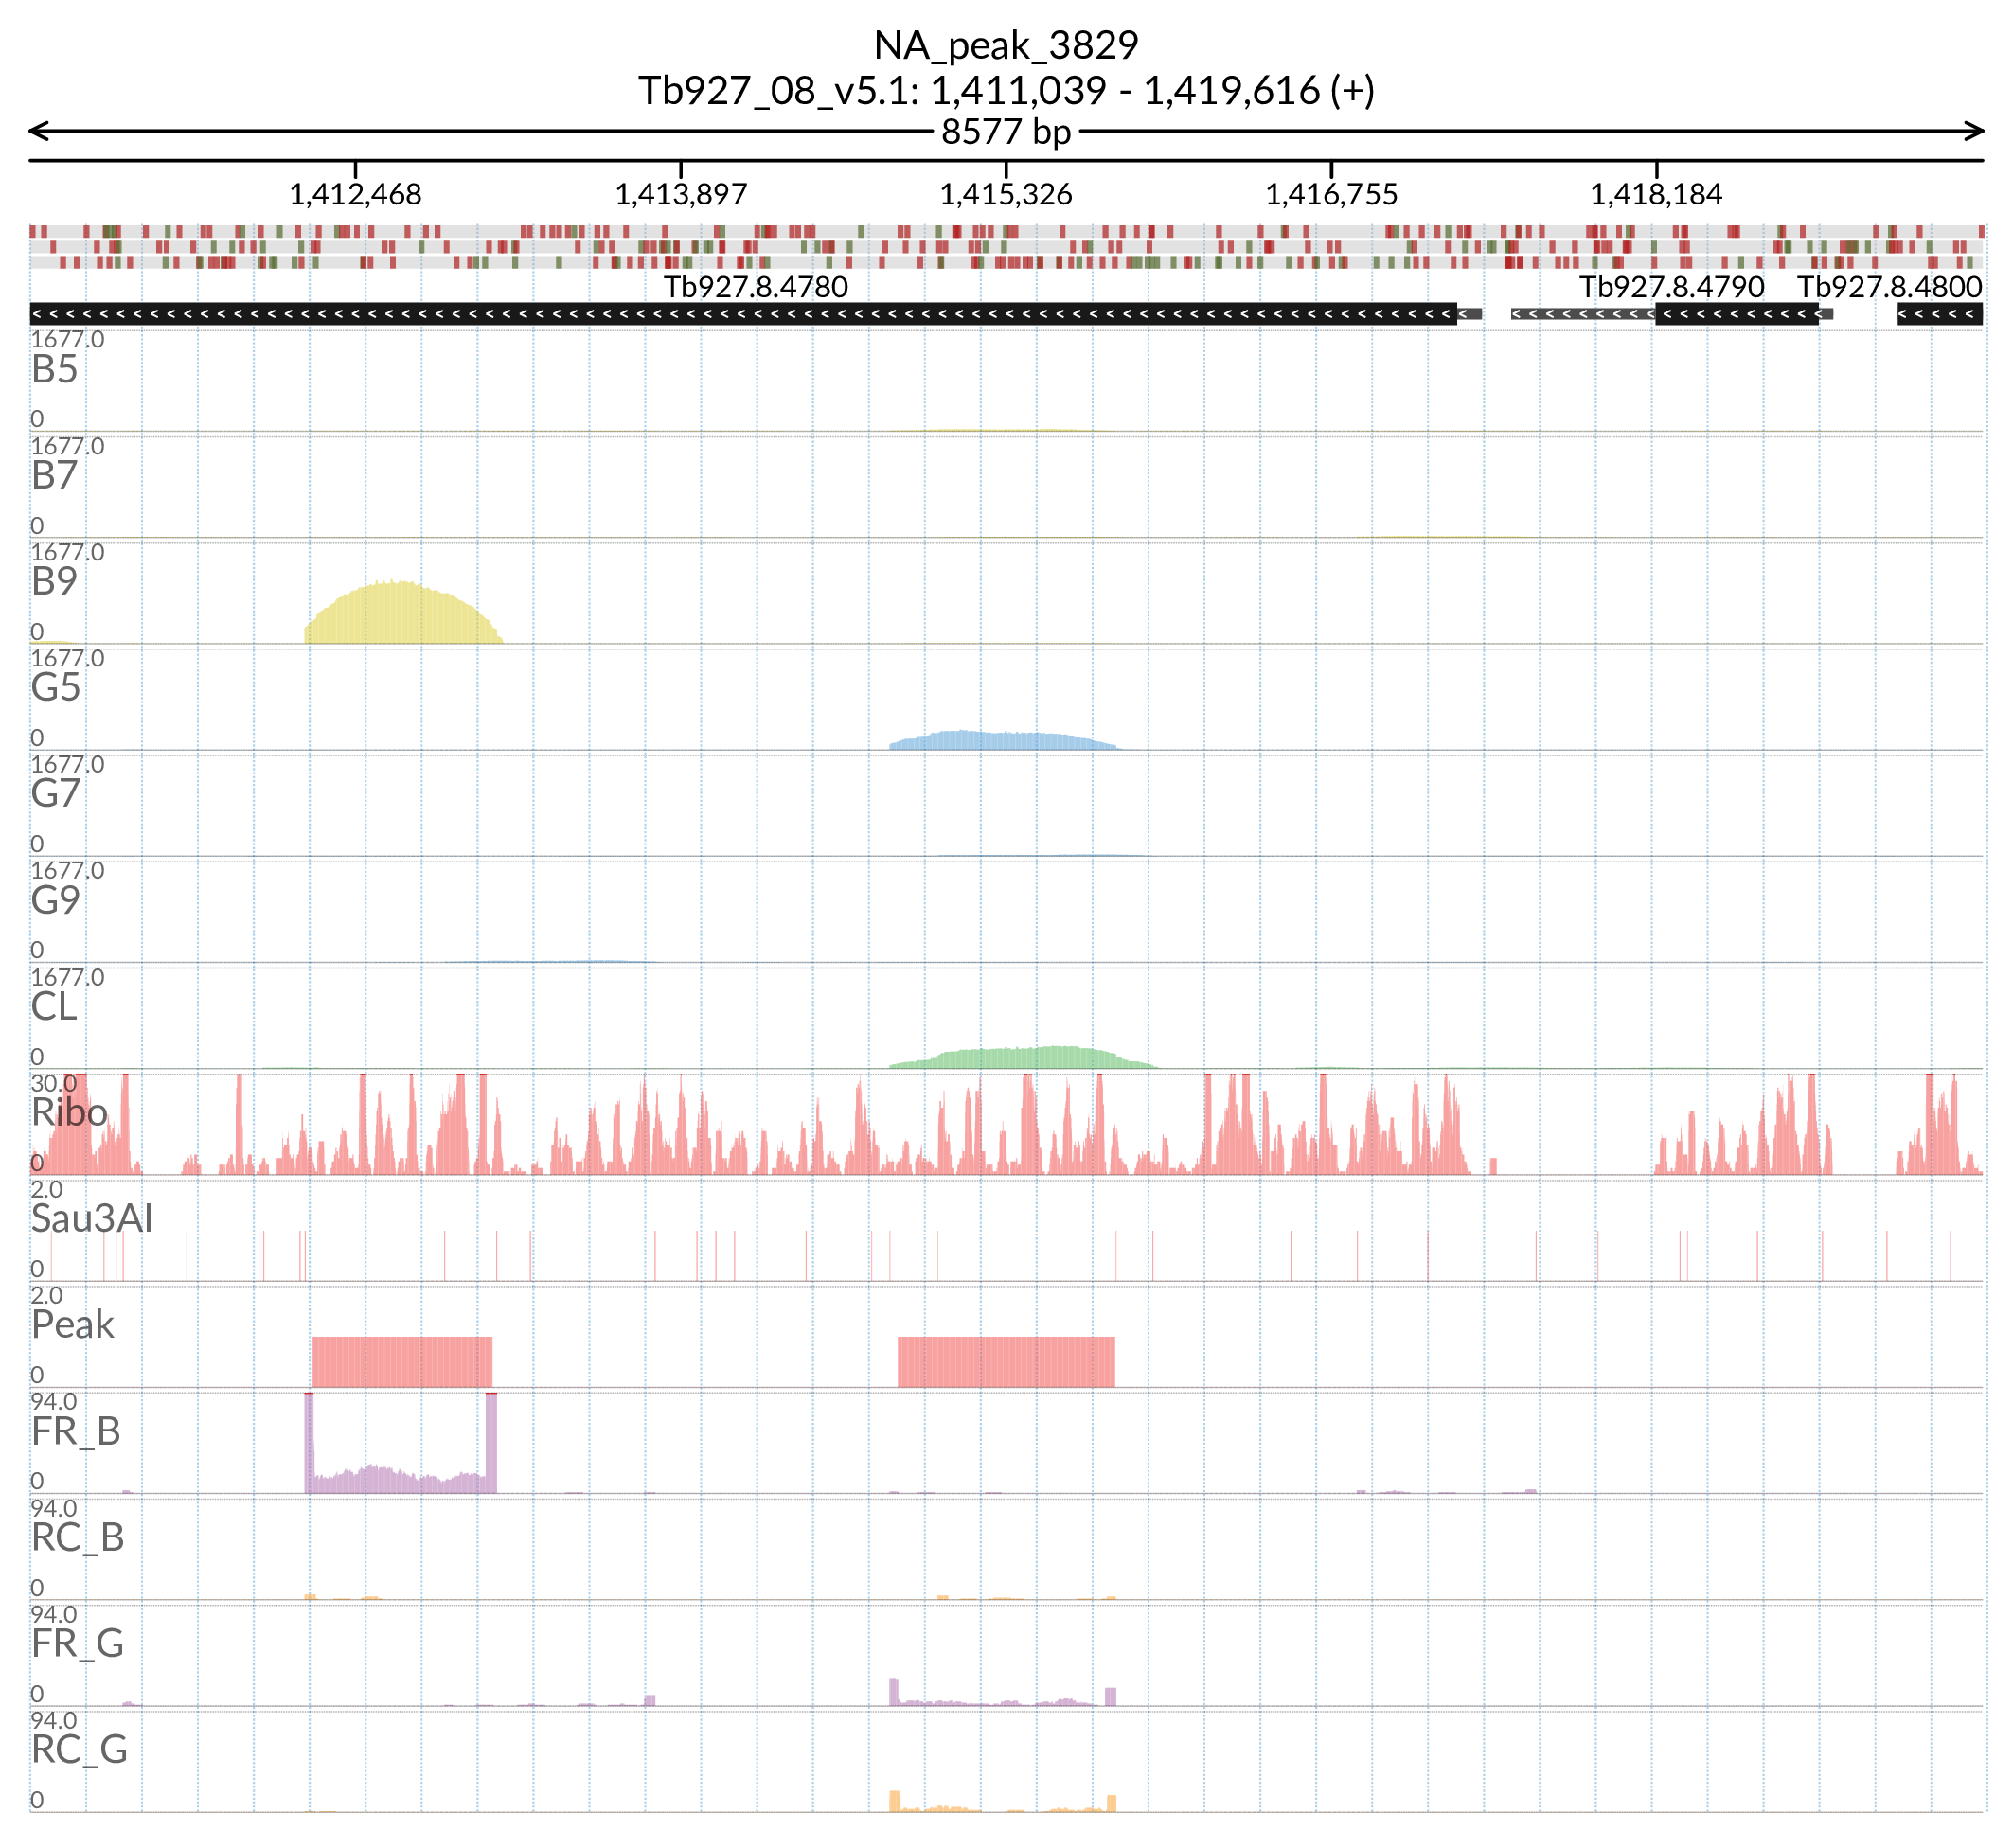 NA_peak_3829
Tb927_08_v5.1: 1,411,039 - 1,419,616 (+)
8577 bp
1,412,468 1,413,897 1,415,326 1,416,755 1,418,184
Tb927.8.4780 Tb927.8.4790 Tb927.8.4800
1677.0
B5
0
1677.0
B7
0
1677.0
B9
0
1677.0
G5
0
1677.0
G7
0
1677.0
G9
0
1677.0
CL
0
30.0
Ribo
0
2.0
Sau3AI
0
2.0
Peak
0
94.0
FR_B
0
94.0
RC_B
0
94.0
FR_G
0
94.0
RC_G
0